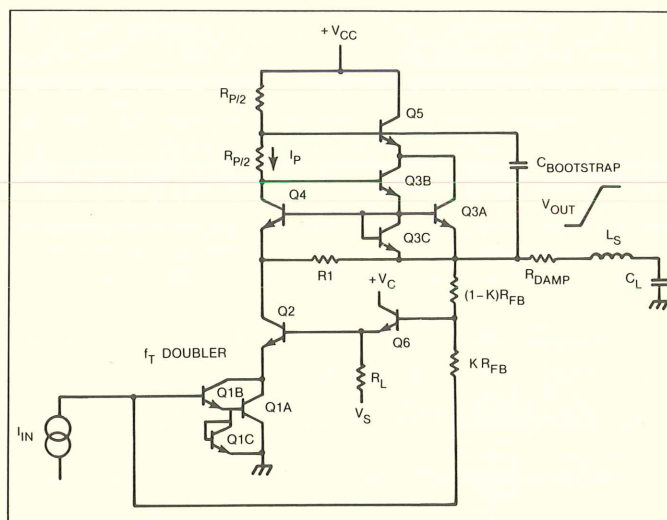 + VCC
RP/2
Q5
RP/2
IP
CBOOTSTRAP
Q3B
Q4
Q3A
VOUT
Q3C
LS
R1
RDAMP
CL
+VC
(1−K)RFB
Q2
Q6
fT DOUBLER
K RFB
RL
Q1B
Q1A
VS
IIN
Q1C